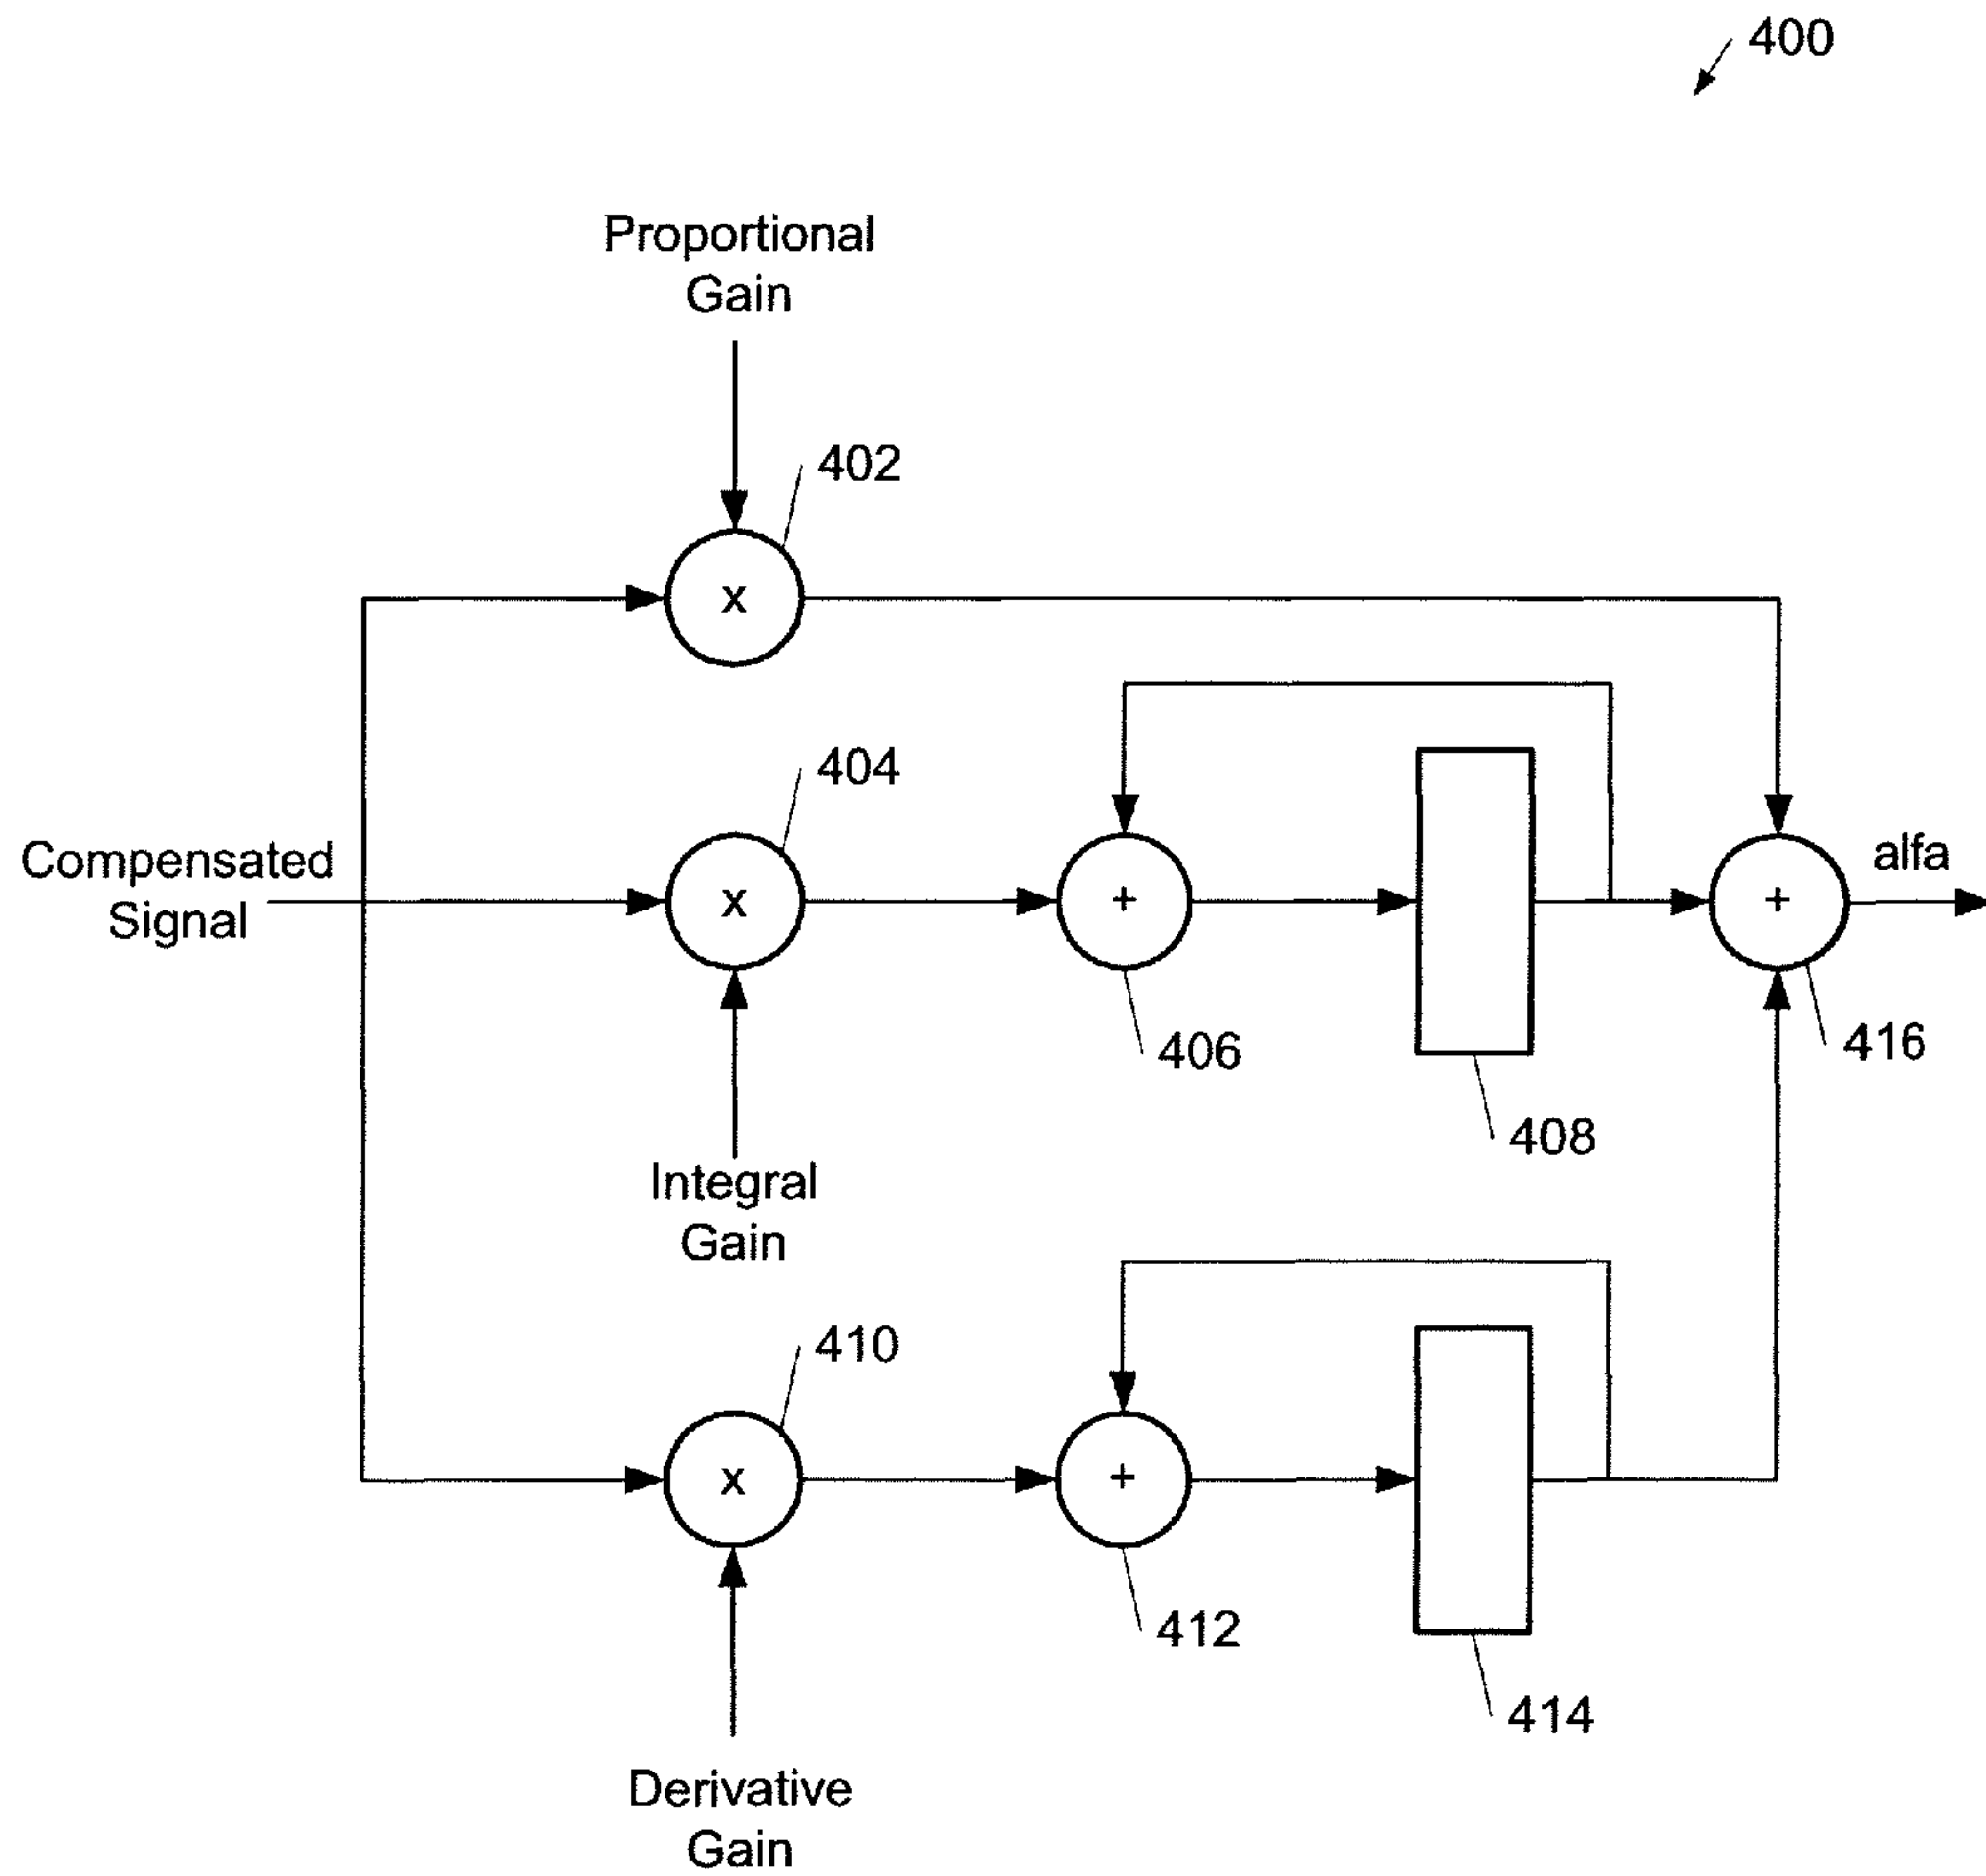 400
Proportional
Gain
402
x
404
Compensated
Signal
x
+
+
alfa
406
416
408
Integral
Gain
410
x
+
412
414
Derivative
Gain